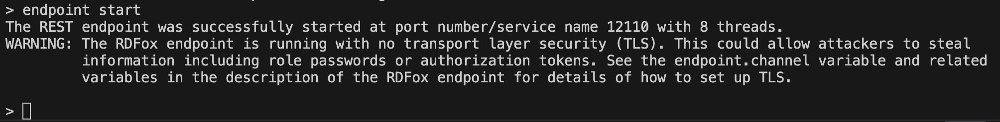 > endpoint start
The REST endpoint was successfully started at port number/service name 12110 with 8 threads.
WARNING: The RDFox endpoint is running with no transport layer security (TLS). This could allow attackers to steal
information including role passwords or authorization tokens. See the endpoint.channel variable and related
variables in the description of the RDFox endpoint for details of how to set up TLS.
>